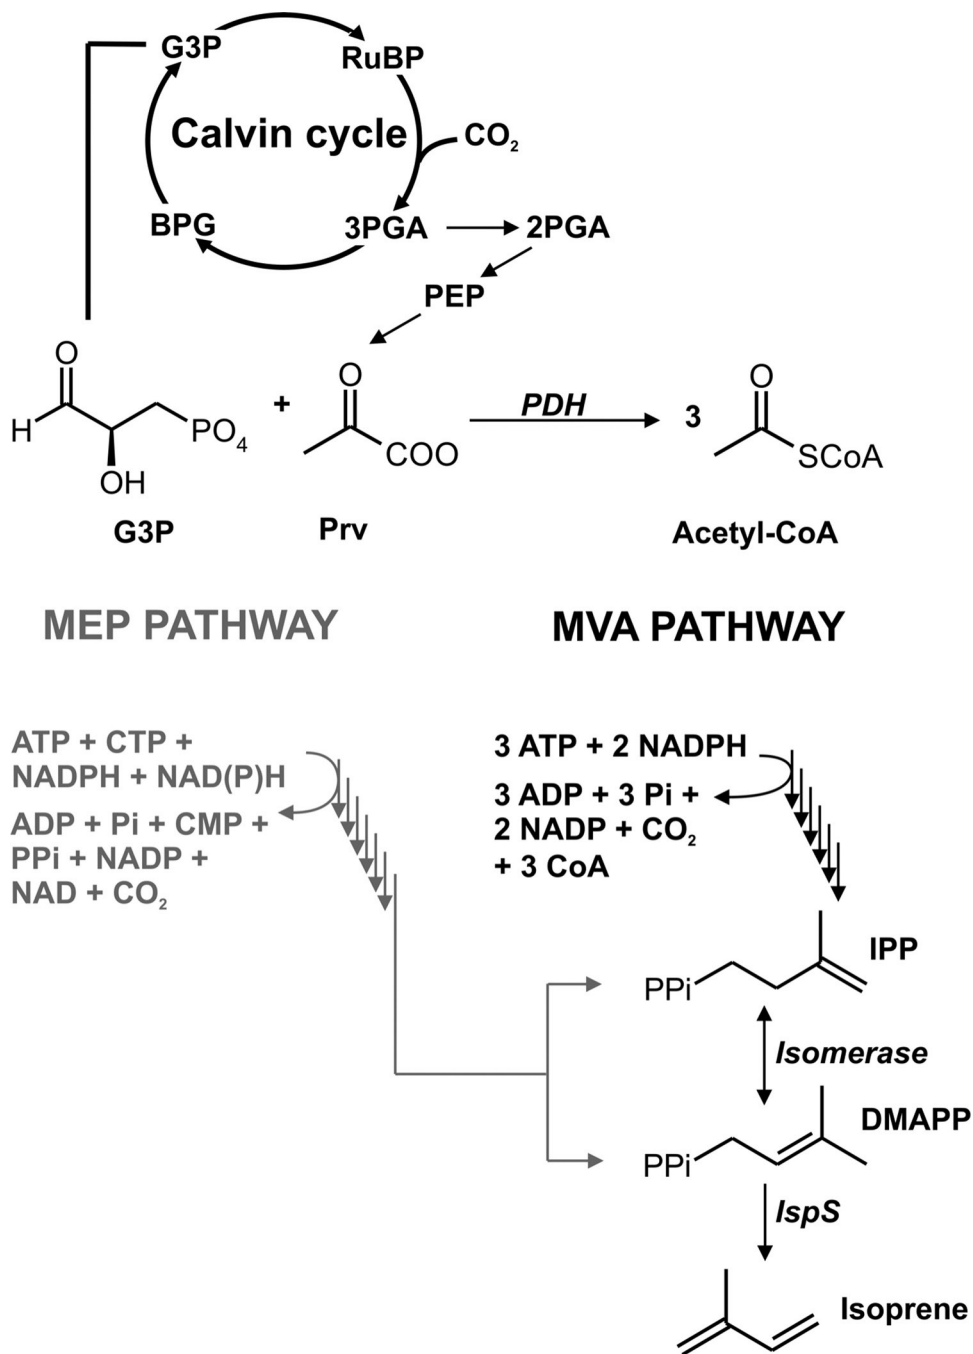 G3P
RuBP
Calvin cycle
CO₂
BPG
3PGA
2PGA
PEP
O
H
PO₄
OH
G3P
+
O
COO
Prv
PDH
3
O
SCoA
Acetyl-CoA
MEP PATHWAY
MVA PATHWAY
ATP + CTP +
NADPH + NAD(P)H
ADP + Pi + CMP +
PPi + NADP +
NAD + CO₂
3 ATP + 2 NADPH
3 ADP + 3 Pi +
2 NADP + CO₂
+ 3 CoA
IPP
PPi
Isomerase
DMAPP
PPi
IspS
Isoprene